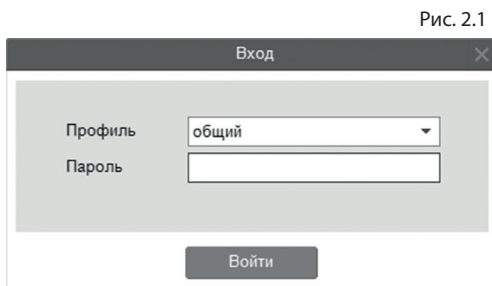 Рис. 2.1
Вход
Профиль общий
Пароль
Войти